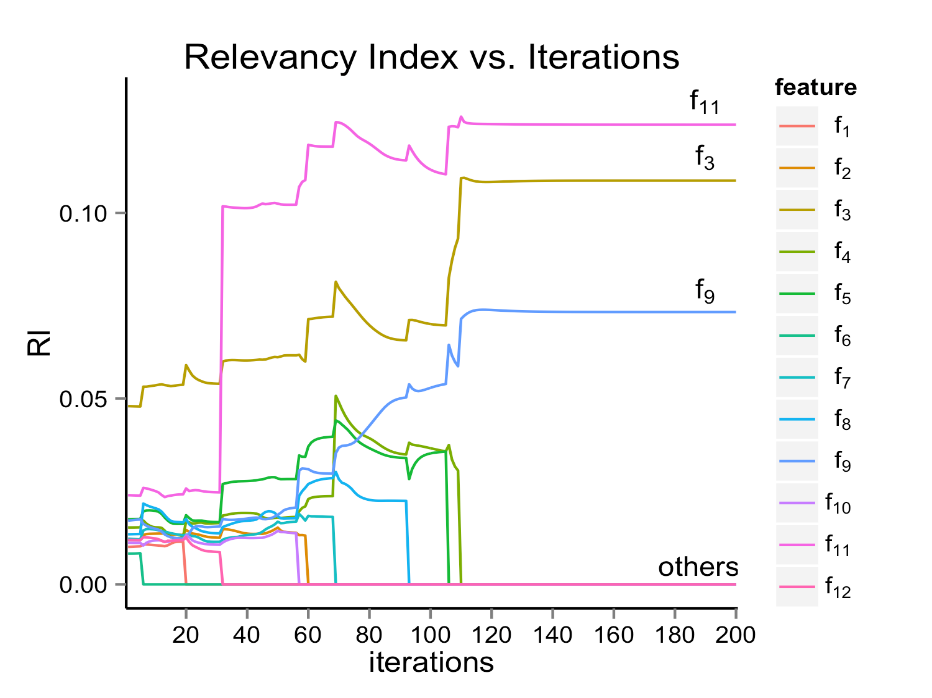 Relevancy Index vs. Iterations
RI
0.10
0.05
0.00
20 40 60 80 100 120 140 160 180 200
iterations
f11
f3
f9
others
feature
f1
f2
f3
f4
f5
f6
f7
f8
f9
f10
f11
f12